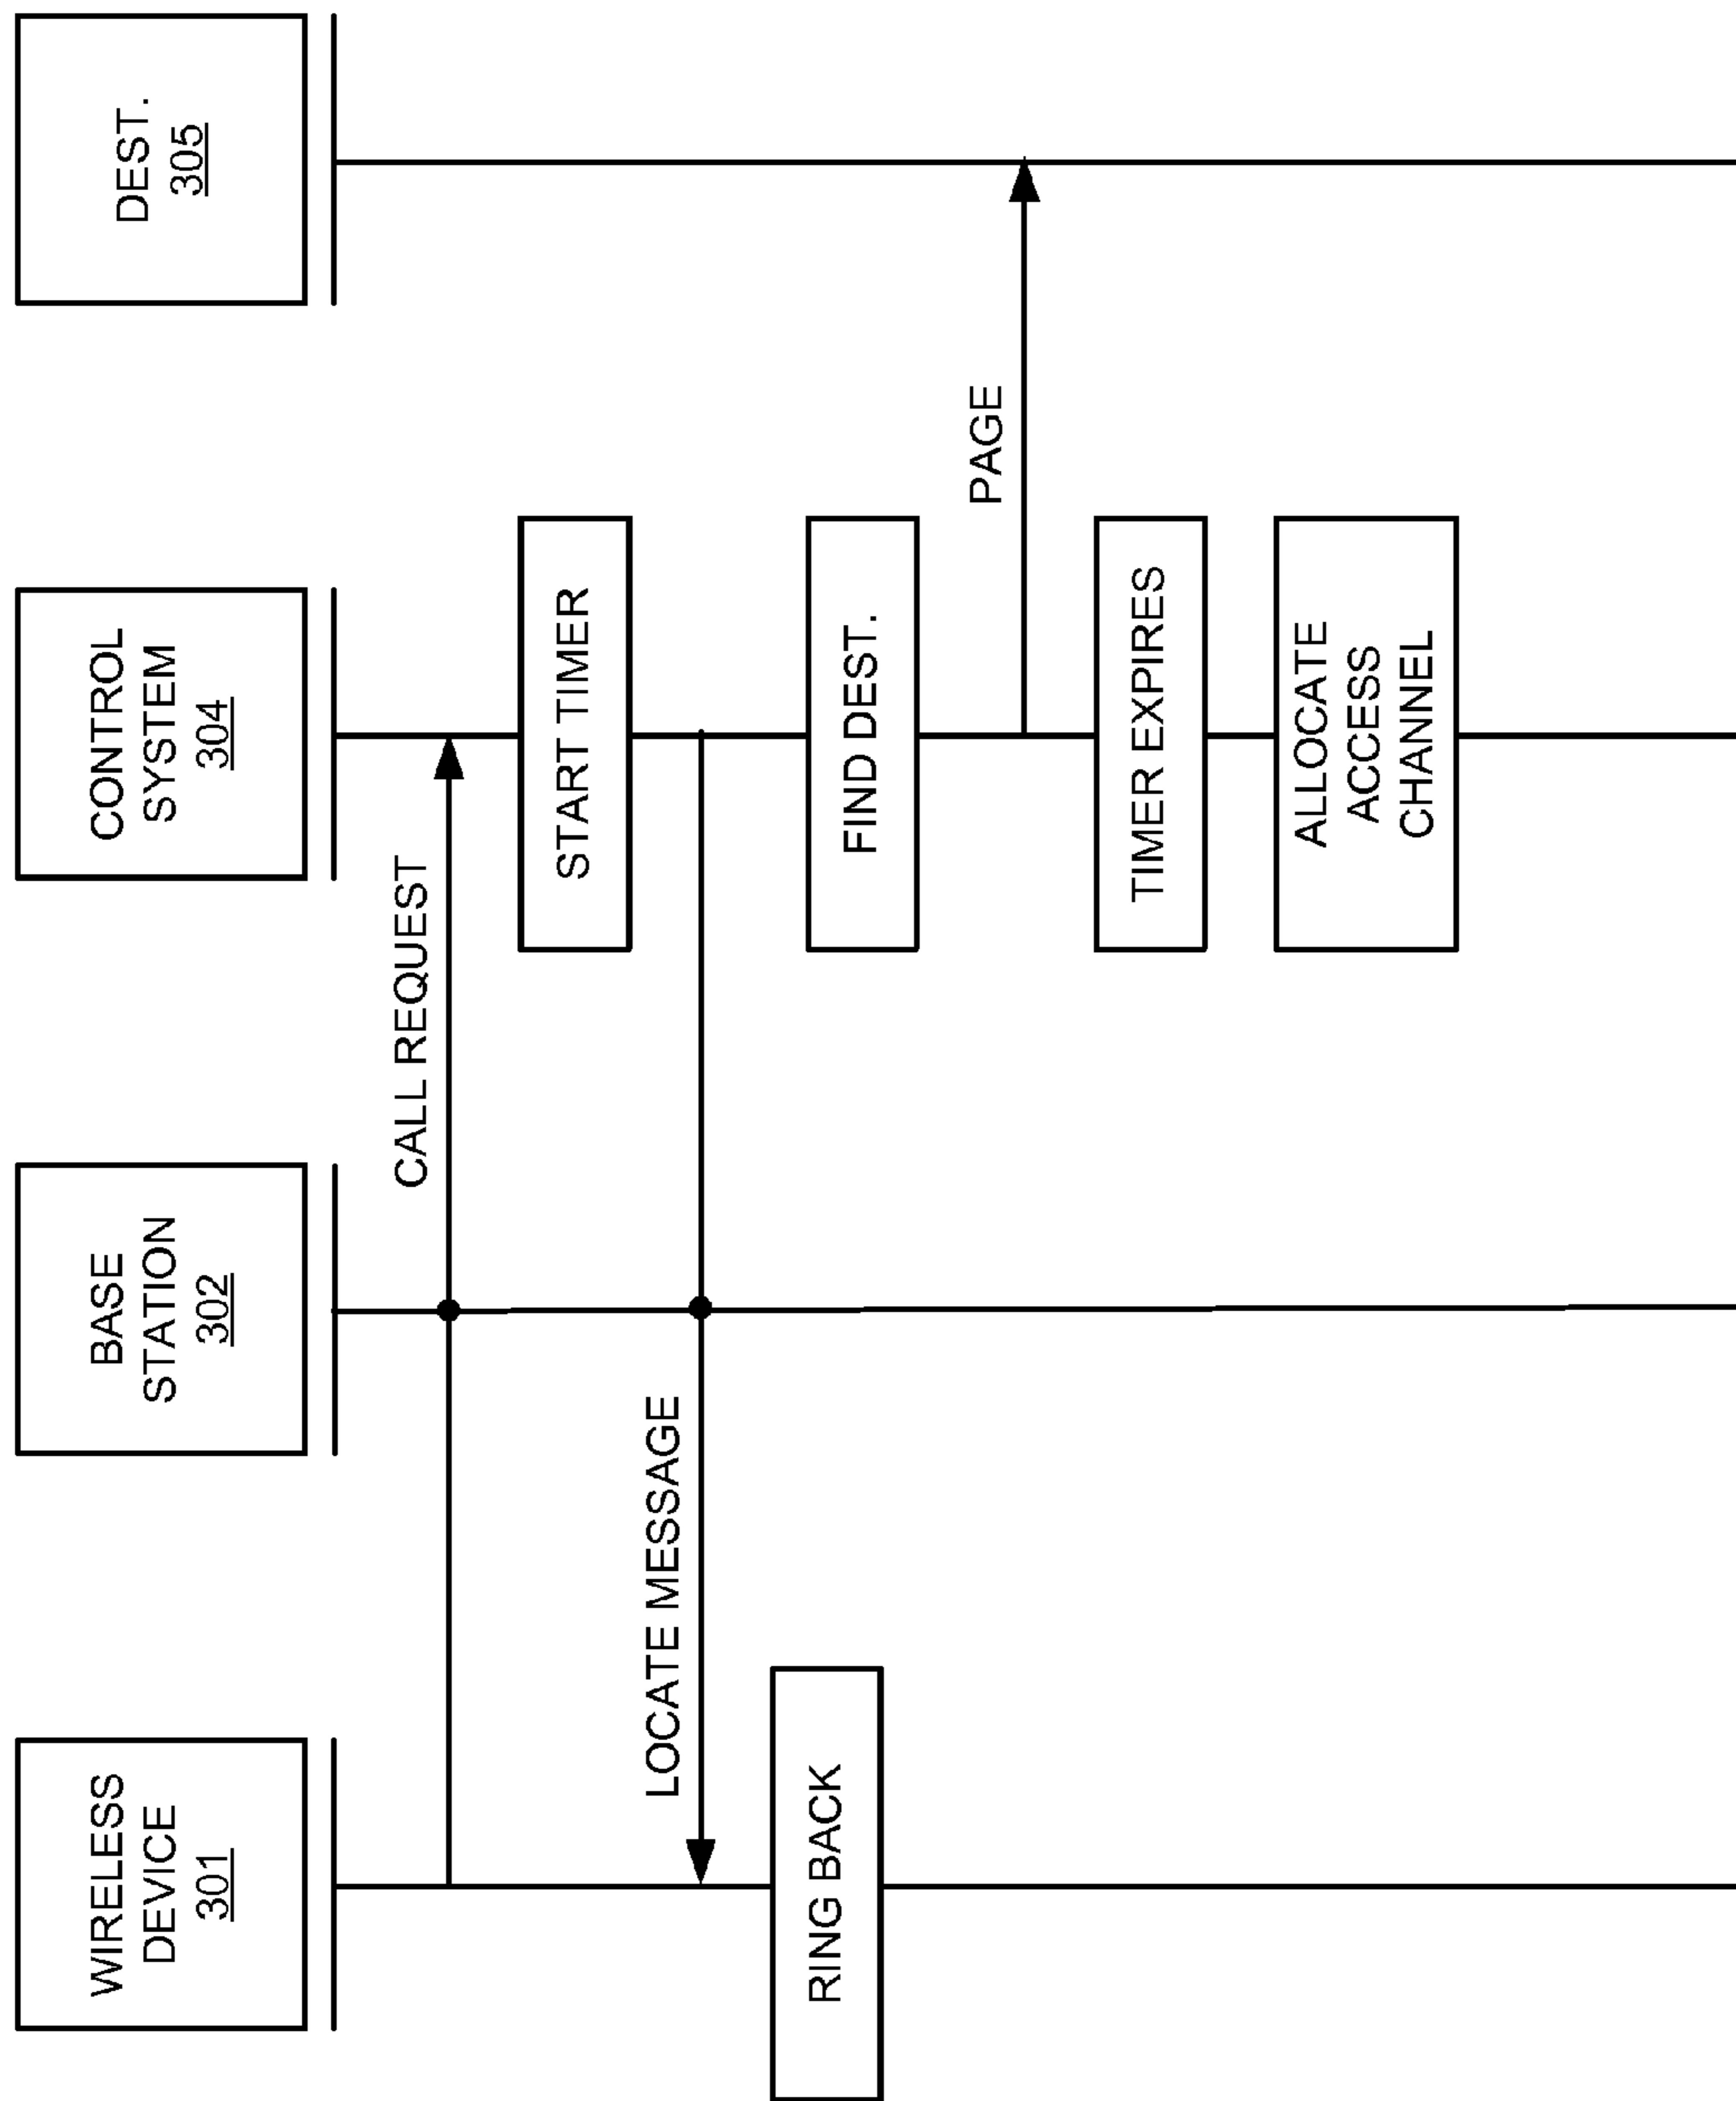 WIRELESS
DEVICE
301
BASE
STATION
302
CONTROL
SYSTEM
304
DEST.
305
CALL REQUEST
START TIMER
LOCATE MESSAGE
RING BACK
FIND DEST.
PAGE
TIMER EXPIRES
ALLOCATE
ACCESS
CHANNEL